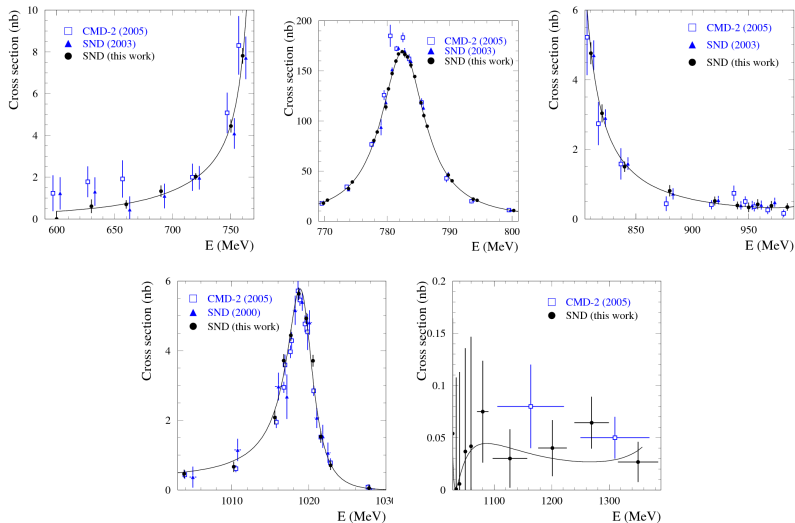 Cross section (nb)
10
8
6
4
2
0
CMD-2 (2005)
SND (2003)
SND (this work)
600
650
700
750
E (MeV)
Cross section (nb)
200
150
100
50
0
CMD-2 (2005)
SND (2003)
SND (this work)
770
780
790
800
E (MeV)
Cross section (nb)
6
4
2
0
CMD-2 (2005)
SND (2003)
SND (this work)
850
900
950
E (MeV)
Cross section (nb)
6
4
2
0
CMD-2 (2005)
SND (2000)
SND (this work)
1010
1020
E (MeV)
Cross section (nb)
0.2
0.15
0.1
0.05
0
CMD-2 (2005)
SND (this work)
1100
1200
1300
E (MeV)